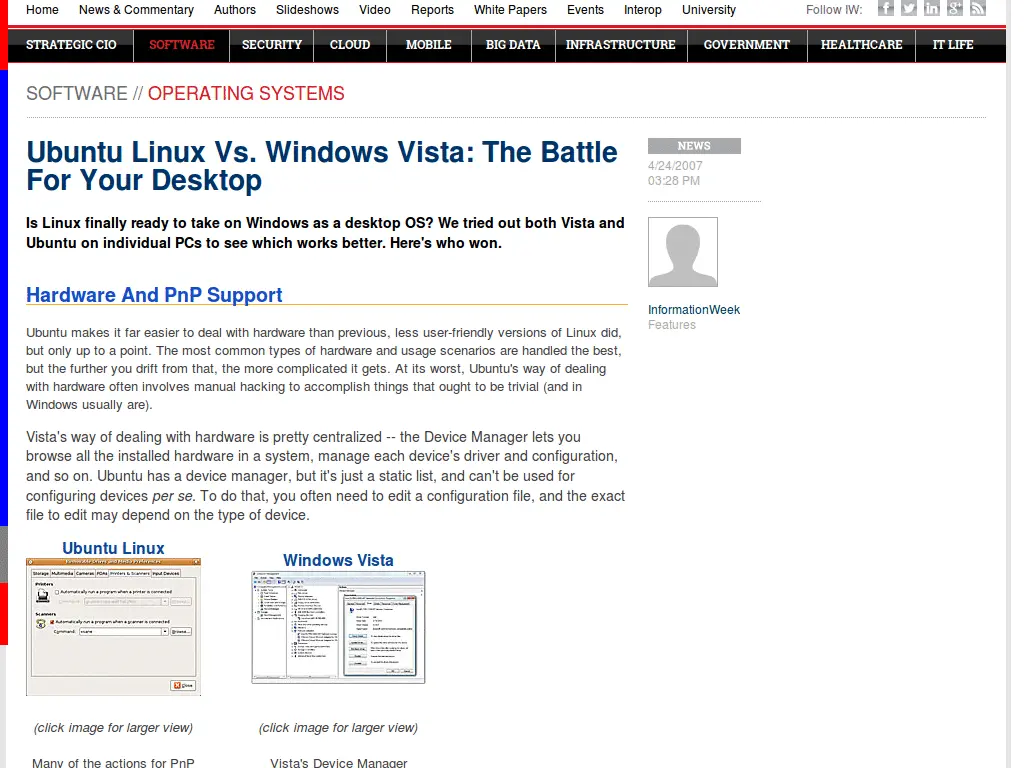 Home News & Commentary Authors Slideshows Video Reports White Papers Events Interop University Follow IW:
STRATEGIC CIO SOFTWARE SECURITY CLOUD MOBILE BIG DATA INFRASTRUCTURE GOVERNMENT HEALTHCARE IT LIFE
SOFTWARE // OPERATING SYSTEMS
Ubuntu Linux Vs. Windows Vista: The Battle
For Your Desktop
Is Linux finally ready to take on Windows as a desktop OS? We tried out both Vista and
Ubuntu on individual PCs to see which works better. Here's who won.
NEWS
4/24/2007
03:28 PM
InformationWeek
Features
Hardware And PnP Support
Ubuntu makes it far easier to deal with hardware than previous, less user-friendly versions of Linux did,
but only up to a point. The most common types of hardware and usage scenarios are handled the best,
but the further you drift from that, the more complicated it gets. At its worst, Ubuntu's way of dealing
with hardware often involves manual hacking to accomplish things that ought to be trivial (and in
Windows usually are).
Vista's way of dealing with hardware is pretty centralized -- the Device Manager lets you
browse all the installed hardware in a system, manage each device's driver and configuration,
and so on. Ubuntu has a device manager, but it's just a static list, and can't be used for
configuring devices per se. To do that, you often need to edit a configuration file, and the exact
file to edit may depend on the type of device.
Ubuntu Linux
Removable Drives and Media Preferences
Storage Multimedia Cameras PDAs Printers & Scanners Input Devices
Printers
Automatically run a program when a printer is connected
Scanners
Automatically run a program when a scanner is connected
Command: xsane Browse...
Close
(click image for larger view)
Many of the actions for PnP
Windows Vista
(click image for larger view)
Vista's Device Manager